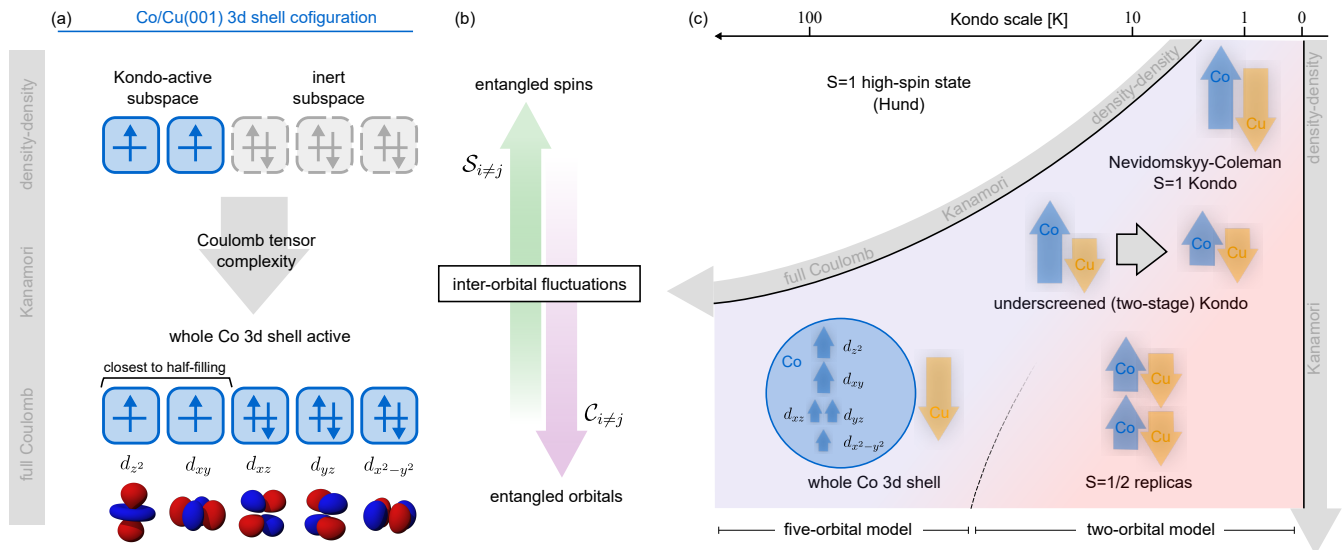 (a)
Co/Cu(001) 3d shell cofiguration
density-density
Kanamori
full Coulomb
Kondo-active
subspace
inert
subspace
Coulomb tensor
complexity
whole Co 3d shell active
closest to half-filling
d_{z^2} d_{xy} d_{xz} d_{yz} d_{x^2-y^2}
(b)
entangled spins
S_{i≠j}
inter-orbital fluctuations
C_{i≠j}
entangled orbitals
(c)
100 Kondo scale [K] 10 1 0
S=1 high-spin state
(Hund)
density-density
Kanamori
full Coulomb
Co
Cu
Nevidomskyy-Coleman
S=1 Kondo
Co
Cu
Co
Cu
underscreened (two-stage) Kondo
Co
d_{z^2}
d_{xy}
d_{xz} d_{yz}
d_{x^2-y^2}
Cu
whole Co 3d shell
Co
Cu
Co
Cu
S=1/2 replicas
density-density
Kanamori
five-orbital model
two-orbital model